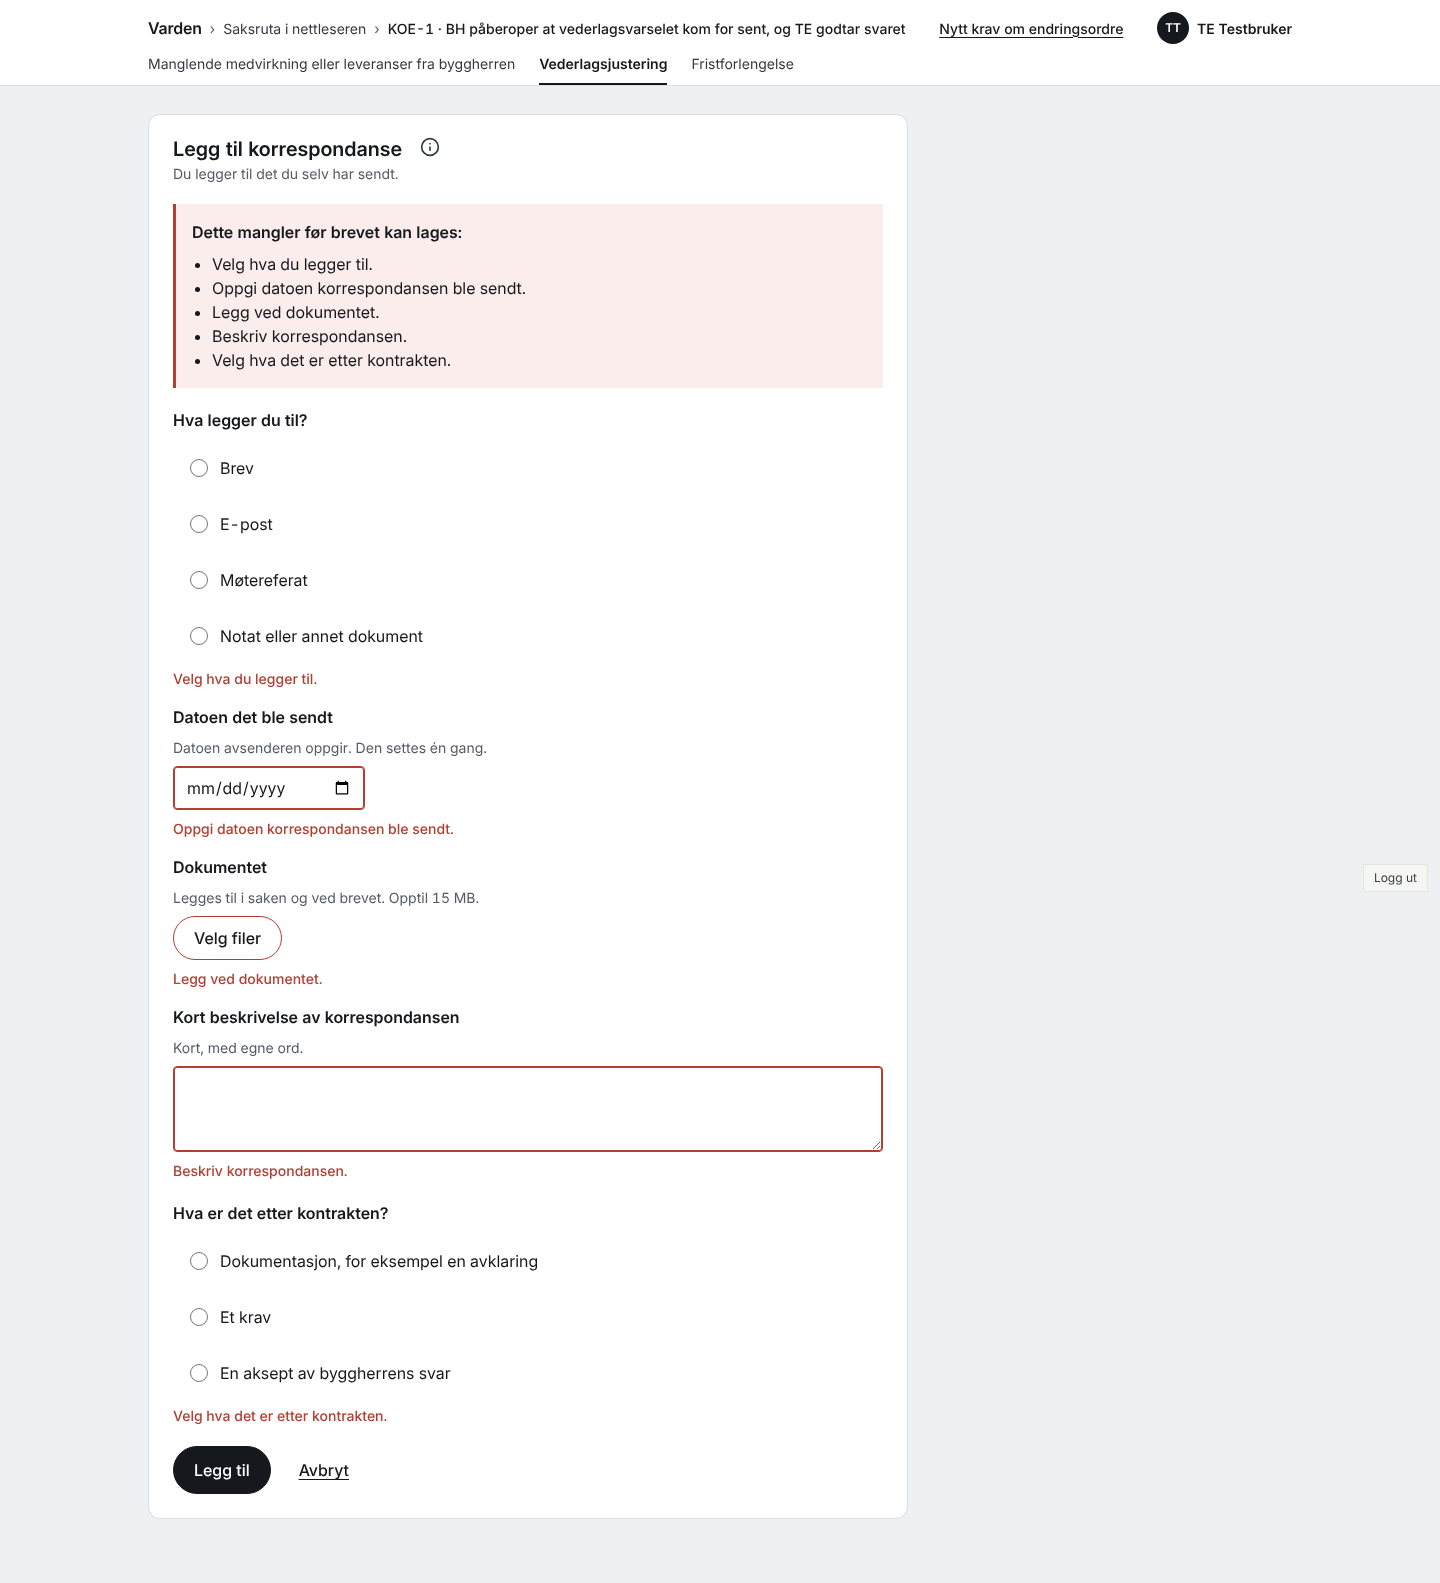 Varden › Saksruta i nettleseren › KOE-1 · BH påberoper at vederlagsvarselet kom for sent, og TE godtar svaret
Nytt krav om endringsordre
TT TE Testbruker
Manglende medvirkning eller leveranser fra byggherren
Vederlagsjustering
Fristforlengelse
Legg til korrespondanse
Du legger til det du selv har sendt.
Dette mangler før brevet kan lages:
• Velg hva du legger til.
• Oppgi datoen korrespondansen ble sendt.
• Legg ved dokumentet.
• Beskriv korrespondansen.
• Velg hva det er etter kontrakten.
Hva legger du til?
Brev
E-post
Møtereferat
Notat eller annet dokument
Velg hva du legger til.
Datoen det ble sendt
Datoen avsenderen oppgir. Den settes én gang.
mm/dd/yyyy
Oppgi datoen korrespondansen ble sendt.
Dokumentet
Logg ut
Legges til i saken og ved brevet. Opptil 15 MB.
Velg filer
Legg ved dokumentet.
Kort beskrivelse av korrespondansen
Kort, med egne ord.
Beskriv korrespondansen.
Hva er det etter kontrakten?
Dokumentasjon, for eksempel en avklaring
Et krav
En aksept av byggherrens svar
Velg hva det er etter kontrakten.
Legg til
Avbryt